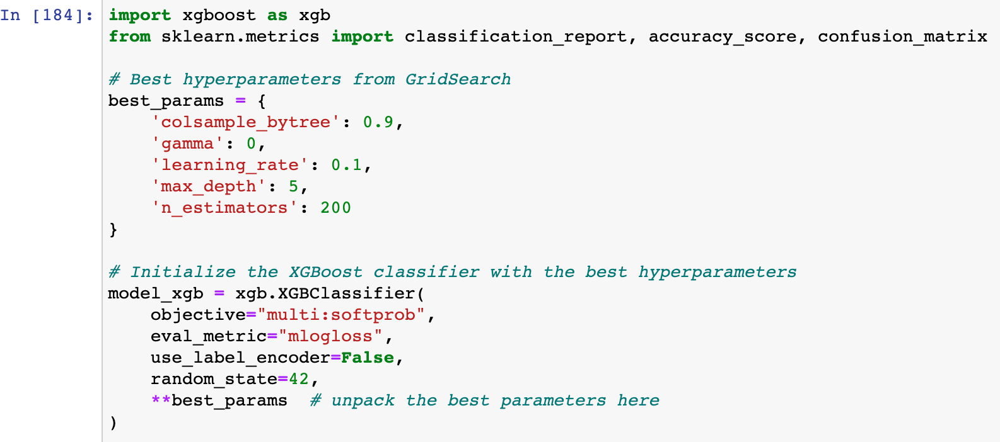 In [184]: import xgboost as xgb
from sklearn.metrics import classification_report, accuracy_score, confusion_matrix

# Best hyperparameters from GridSearch
best_params = {
    'colsample_bytree': 0.9,
    'gamma': 0,
    'learning_rate': 0.1,
    'max_depth': 5,
    'n_estimators': 200
}

# Initialize the XGBoost classifier with the best hyperparameters
model_xgb = xgb.XGBClassifier(
    objective="multi:softprob",
    eval_metric="mlogloss",
    use_label_encoder=False,
    random_state=42,
    **best_params  # unpack the best parameters here
)